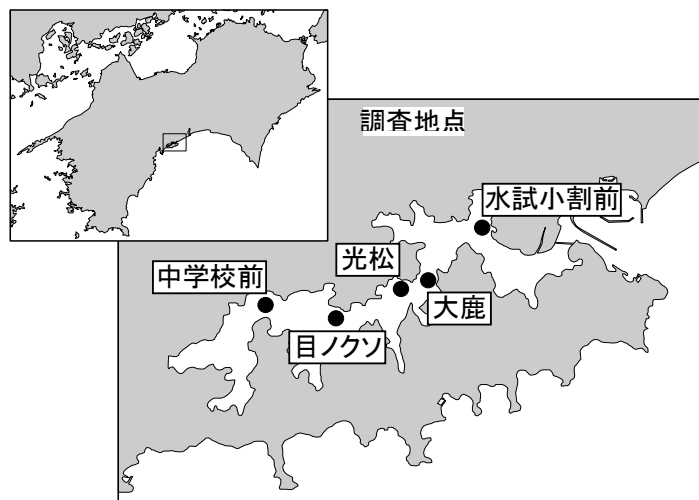 調査地点
水試小割前
光松
中学校前
大鹿
目ノクソ